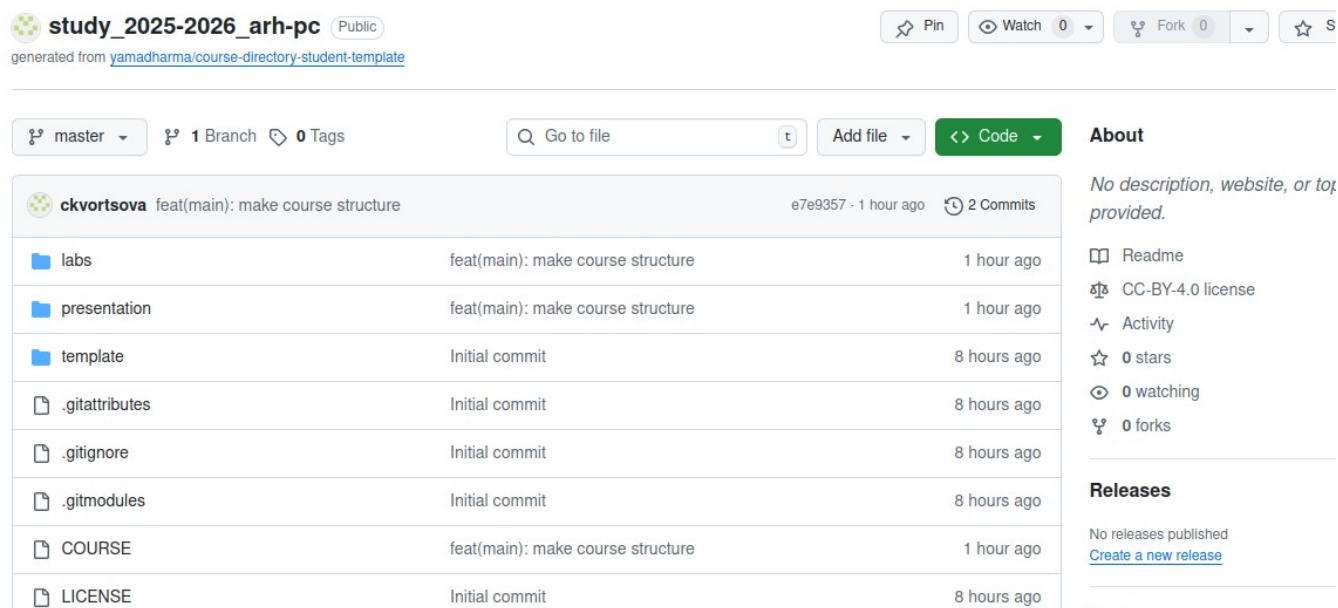 study_2025-2026_arh-pc Public
Pin Watch 0 Fork 0
generated from yamadharma/course-directory-student-template
master 1 Branch 0 Tags Go to file t Add file Code
About
No description, website, or
provided.
ckvortsova feat(main): make course structure e7e9357 · 1 hour ago 2 Commits
labs feat(main): make course structure 1 hour ago
Readme
presentation feat(main): make course structure 1 hour ago
CC-BY-4.0 license
Activity
template Initial commit 8 hours ago
0 stars
0 watching
.gitattributes Initial commit 8 hours ago
0 forks
.gitignore Initial commit 8 hours ago
.gitmodules Initial commit 8 hours ago
Releases
No releases published
COURSE feat(main): make course structure 1 hour ago
Create a new release
LICENSE Initial commit 8 hours ago